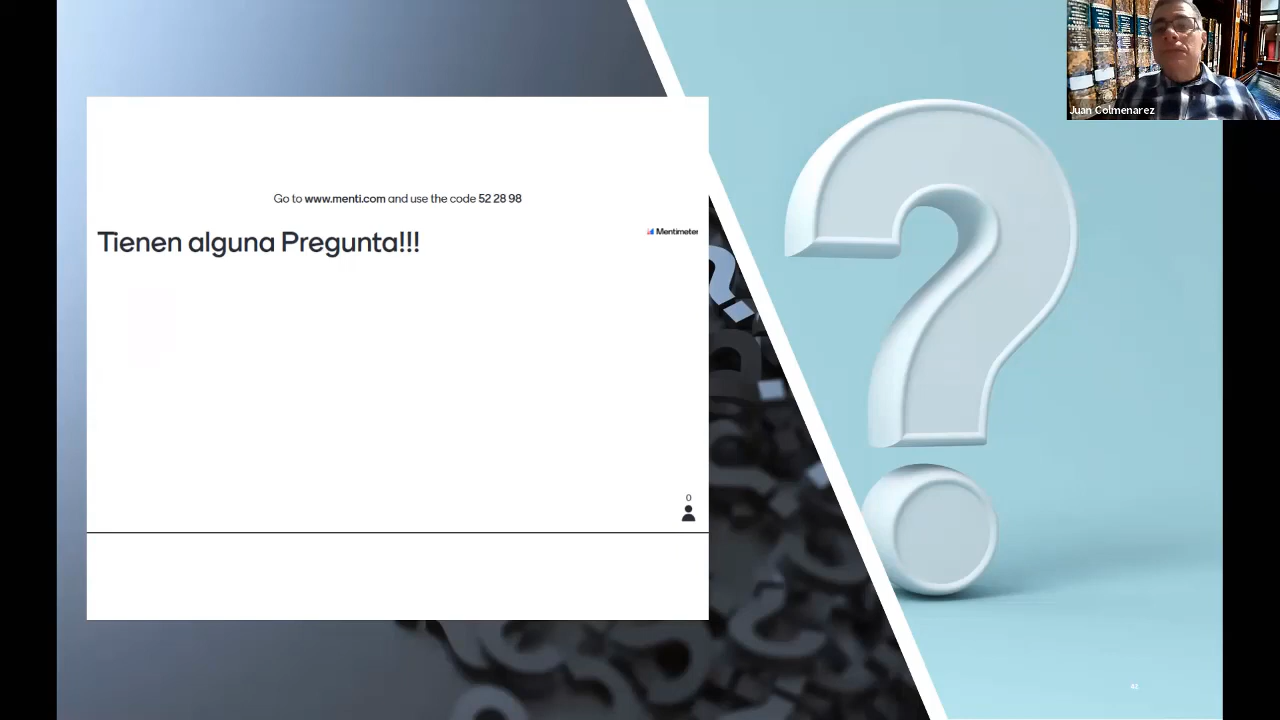 Juan Colmenarez
Go to www.menti.com and use the code 52 28 98
Tienen alguna Pregunta!!!
Mentimeter
0
42